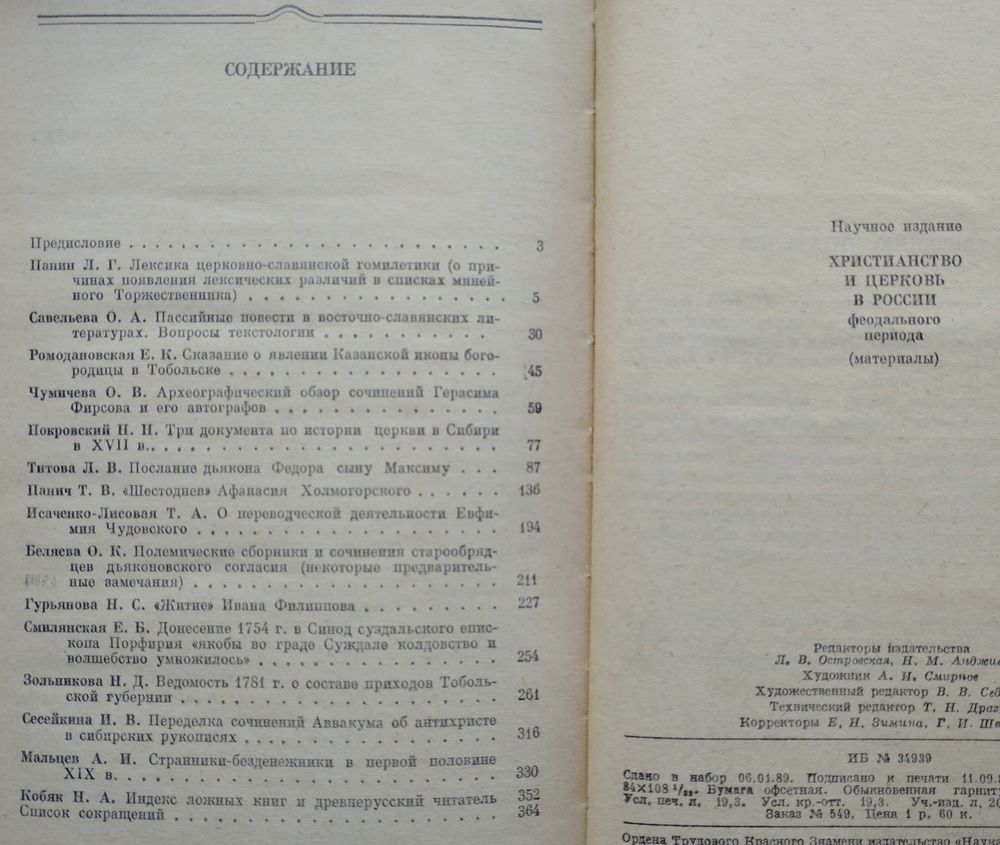 СОДЕРЖАНИЕ
Предисловие . . . . . . . . . . . . . . . . . . . . . . . . 3
Панин Л. Г. Лексика церковно-славянской гомилетики (о при-
чинах появления лексических различий в списках миней-
ного Торжественника) . . . . . . . . . . . . . . . . 5
Савельева О. А. Пассийные повести в восточно-славянских ли-
тературах. Вопросы текстологии . . . . . . . . . . 30
Ромодановская Е. К. Сказание о явлении Казанской иконы бого-
родицы в Тобольске . . . . . . . . . . . . . . . . . 45
Чумичева О. В. Археографический обзор сочинений Герасима
Фирсова и его автографов . . . . . . . . . . . . . . 59
Покровский Н. Н. Три документа по истории церкви в Сибири
в XVII в. . . . . . . . . . . . . . . . . . . . . . . 77
Титова Л. В. Послание дьякона Федора сыну Максиму . . . 87
Панич Т. В. «Шестоднев» Афанасия Холмогорского . . . . . . 136
Исаченко-Лисовая Т. А. О переводческой деятельности Евфи-
мия Чудовского . . . . . . . . . . . . . . . . . . . 194
Беляева О. К. Полемические сборники и сочинения старообряд-
цев дьяконовского согласия (некоторые предваритель-
ные замечания) . . . . . . . . . . . . . . . . . . . 211
Гурьянова Н. С. «Житие» Ивана Филиппова . . . . . . . . . 227
Смилянская Е. Б. Донесение 1754 г. в Синод суздальского епис-
копа Порфирия «якобы во граде Суждале колдовство и
волшебство умножилось» . . . . . . . . . . . . . . . 254
Зольникова Н. Д. Ведомость 1781 г. о составе приходов Тоболь-
ской губернии . . . . . . . . . . . . . . . . . . . 261
Сесейкина И. В. Переделка сочинений Аввакума об антихристе
в сибирских рукописях . . . . . . . . . . . . . . . . 316
Мальцев А. И. Странники-безденежники в первой половине
XIX в. . . . . . . . . . . . . . . . . . . . . . . . 330
Кобяк Н. А. Индекс ложных книг и древнерусский читатель 352
Список сокращений . . . . . . . . . . . . . . . . . . . . 364
Научное издание
ХРИСТИАНСТВО
И ЦЕРКОВЬ
В РОССИИ
феодального
периода
(материалы)
Редакторы издательства
Л. В. Островская, Н. М.
Художник А. И. Смирнов
Художественный редактор В. В.
Технический редактор Т. Н.
Корректоры Е. Н. Зимина, Г. И.
ИБ № 34939
Сдано в набор 06.01.89. Подписано к печати 11.09.
84×108 1/32. Бумага офсетная. Обыкновенная
Усл. печ. л. 19,3. Усл. кр.-отт. 19,3. Уч.-изд. л.
Заказ № 549. Цена 1 р. 60 к.
Ордена Трудового Красного Знамени издательство